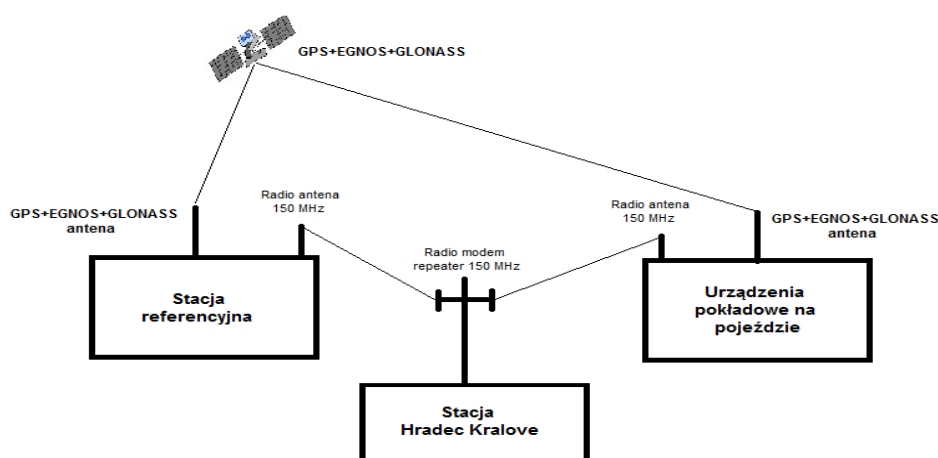 GPS+EGNOS+GLONASS
GPS+EGNOS+GLONASS
antena
Radio antena
150 MHz
Radio modem
repeater 150 MHz
Radio antena
150 MHz
GPS+EGNOS+GLONASS
antena
Stacja
referencyjna
Urządzenia
pokładowe na
pojeździe
Stacja
Hradec Kralove